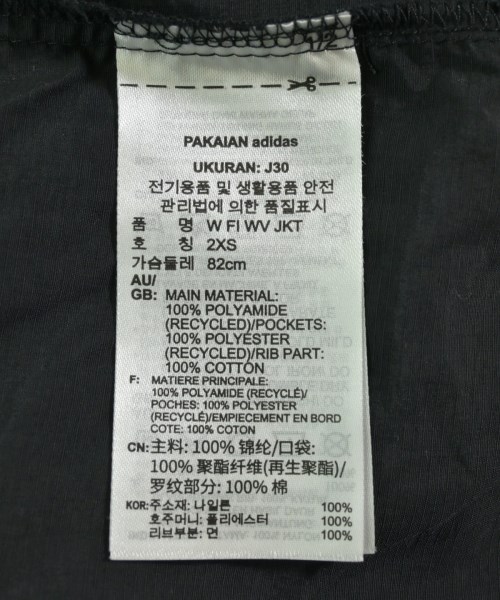 1/2
PAKAIAN adidas
UKURAN: J30
전기용품 및 생활용품 안전
관리법에 의한 품질표시
품 명 W FI WV JKT
호 칭 2XS
가슴둘레 82cm
AU/
GB: MAIN MATERIAL:
100% POLYAMIDE
(RECYCLED)/POCKETS:
100% POLYESTER
(RECYCLED)/RIB PART:
100% COTTON
F: MATIERE PRINCIPALE:
100% POLYAMIDE (RECYCLÉ)/
POCHES: 100% POLYESTER
(RECYCLÉ)/EMPIECEMENT EN BORD
COTE: 100% COTON
CN: 主料: 100% 锦纶/口袋:
100% 聚酯纤维(再生聚酯)/
罗纹部分: 100% 棉
KOR: 주소재: 나일론 100%
호주머니: 폴리에스터 100%
리브부분: 면 100%